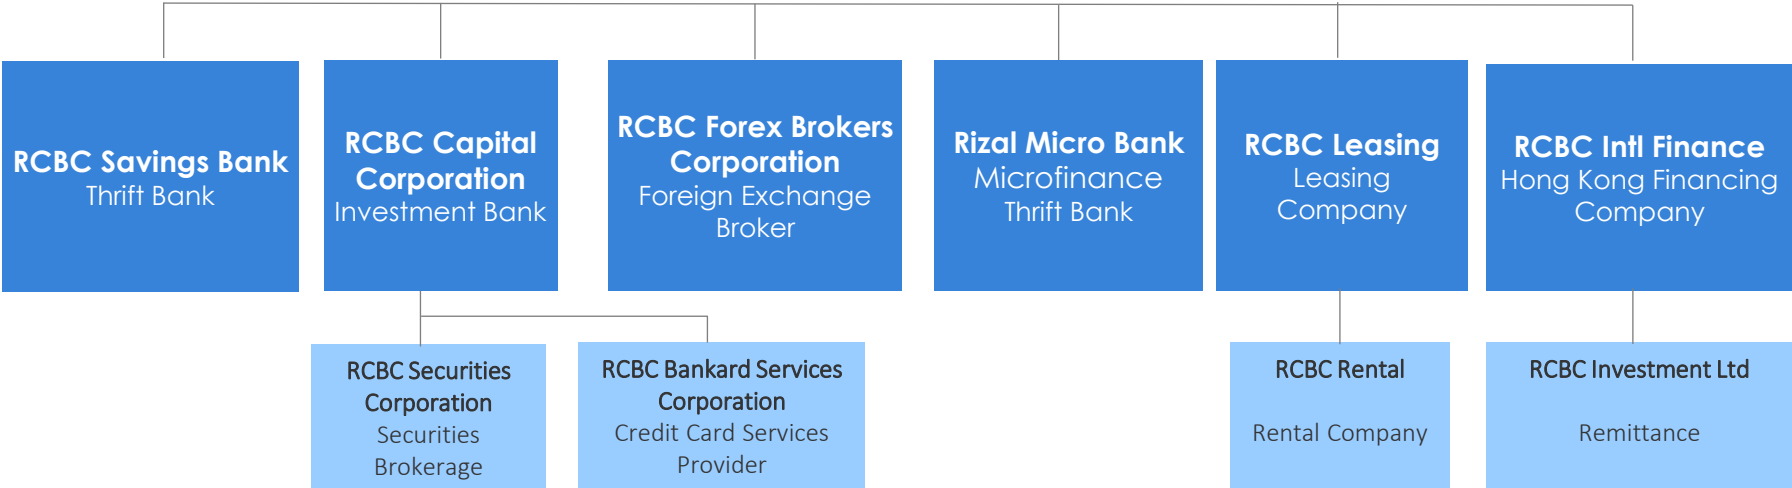 RCBC Savings Bank
Thrift Bank
RCBC Capital
Corporation
Investment Bank
RCBC Forex Brokers
Corporation
Foreign Exchange
Broker
Rizal Micro Bank
Microfinance
Thrift Bank
RCBC Leasing
Leasing
Company
RCBC Intl Finance
Hong Kong Financing
Company
RCBC Securities
Corporation
Securities
Brokerage
RCBC Bankard Services
Corporation
Credit Card Services
Provider
RCBC Rental
Rental Company
RCBC Investment Ltd
Remittance